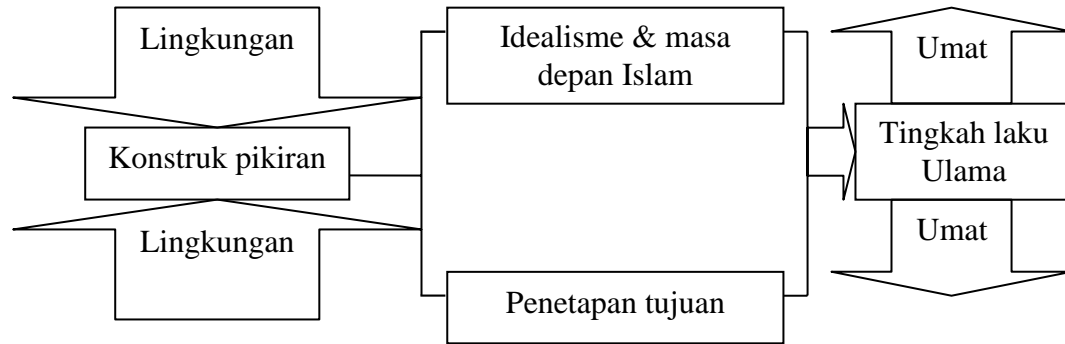 Lingkungan
Konstruk pikiran
Lingkungan
Idealisme & masa
depan Islam
Penetapan tujuan
Umat
Tingkah laku
Ulama
Umat